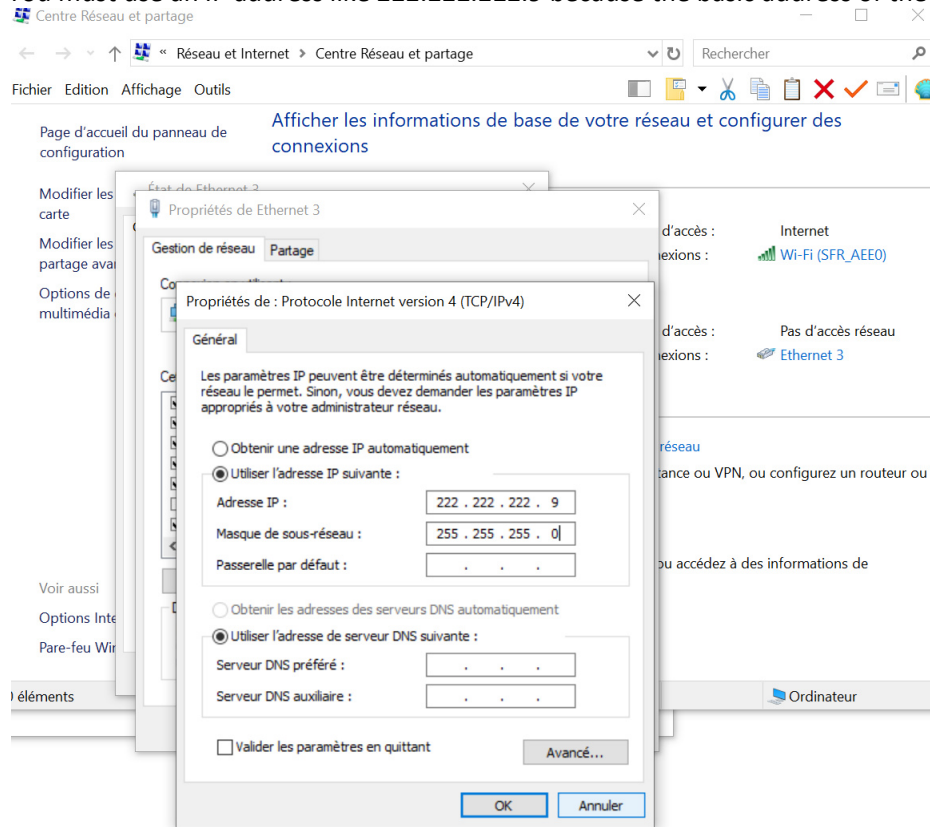 Centre Réseau et partage
« Réseau et Internet > Centre Réseau et partage
Rechercher
Fichier Edition Affichage Outils
Page d'accueil du panneau de
configuration
Afficher les informations de base de votre réseau et configurer des
connexions
Modifier les
carte
Modifier les
partage
Options de
multimédia
État de Ethernet 3
Propriétés de Ethernet 3
Gestion de réseau Partage
d'accès : Internet
Wi-Fi (SFR_AEE0)
d'accès : Pas d'accès réseau
Ethernet 3
Propriétés de : Protocole Internet version 4 (TCP/IPv4)
Général
Les paramètres IP peuvent être déterminés automatiquement si votre
réseau le permet. Sinon, vous devez demander les paramètres IP
appropriés à votre administrateur réseau.
Obtenir une adresse IP automatiquement
Utiliser l'adresse IP suivante :
Adresse IP : 222 . 222 . 222 . 9
Masque de sous-réseau : 255 . 255 . 255 . 0
Passerelle par défaut : . . .
Obtenir les adresses des serveurs DNS automatiquement
Utiliser l'adresse de serveur DNS suivante :
Serveur DNS préféré : . . .
Serveur DNS auxiliaire : . . .
Valider les paramètres en quittant
Avancé...
OK Annuler
réseau
ou VPN, ou configurez un routeur ou
ou accédez à des informations de
Voir aussi
Options
Pare-feu
éléments
Ordinateur